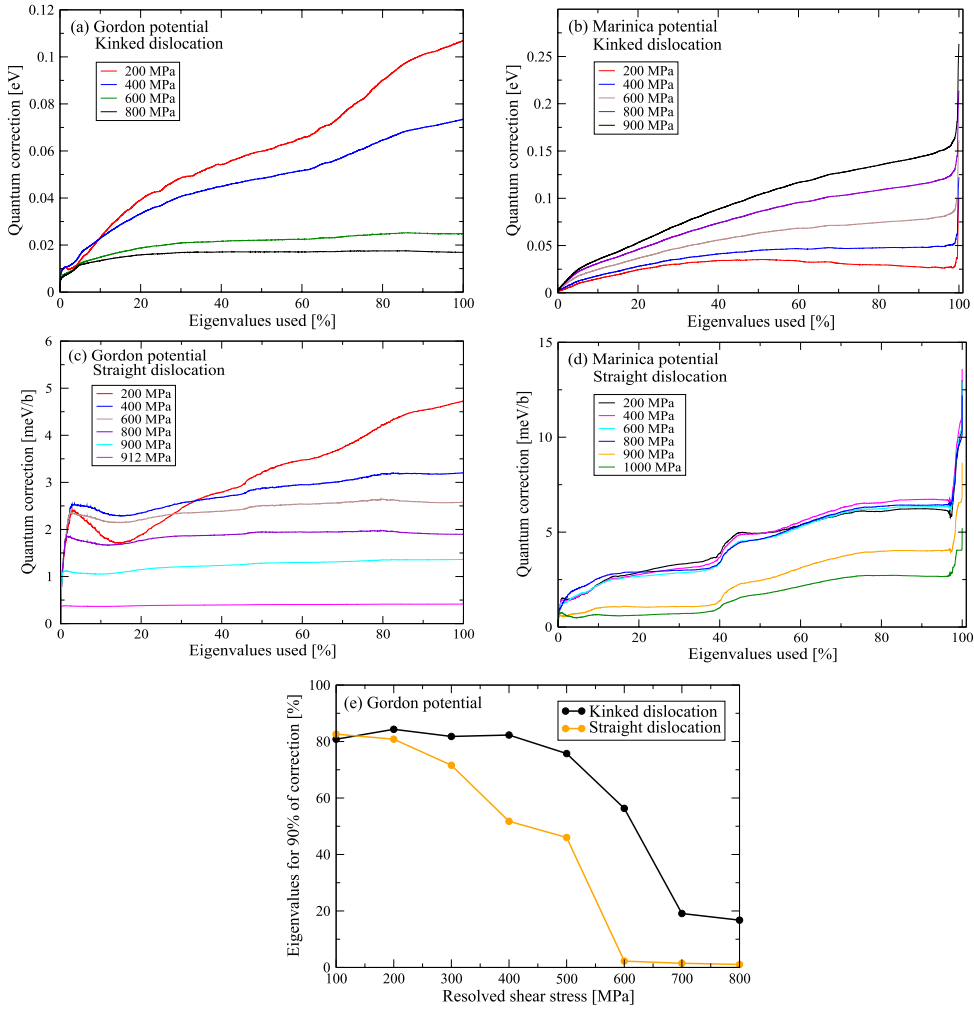 (a) Gordon potential
Kinked dislocation
200 MPa
400 MPa
600 MPa
800 MPa
0.12
0.1
0.08
0.06
0.04
0.02
0
Quantum correction [eV]
0 20 40 60 80 100
Eigenvalues used [%]
(b) Marinica potential
Kinked dislocation
200 MPa
400 MPa
600 MPa
800 MPa
900 MPa
0.25
0.2
0.15
0.1
0.05
0
Quantum correction [eV]
0 20 40 60 80 100
Eigenvalues used [%]
(c) Gordon potential
Straight dislocation
200 MPa
400 MPa
600 MPa
800 MPa
900 MPa
912 MPa
6
5
4
3
2
1
0
Quantum correction [meV/b]
0 20 40 60 80 100
Eigenvalues used [%]
(d) Marinica potential
Straight dislocation
200 MPa
400 MPa
600 MPa
800 MPa
900 MPa
1000 MPa
15
10
5
0
Quantum correction [meV/b]
0 20 40 60 80 100
Eigenvalues used [%]
(e) Gordon potential
Kinked dislocation
Straight dislocation
100
80
60
40
20
0
Eigenvalues for 90% of correction [%]
100 200 300 400 500 600 700 800
Resolved shear stress [MPa]